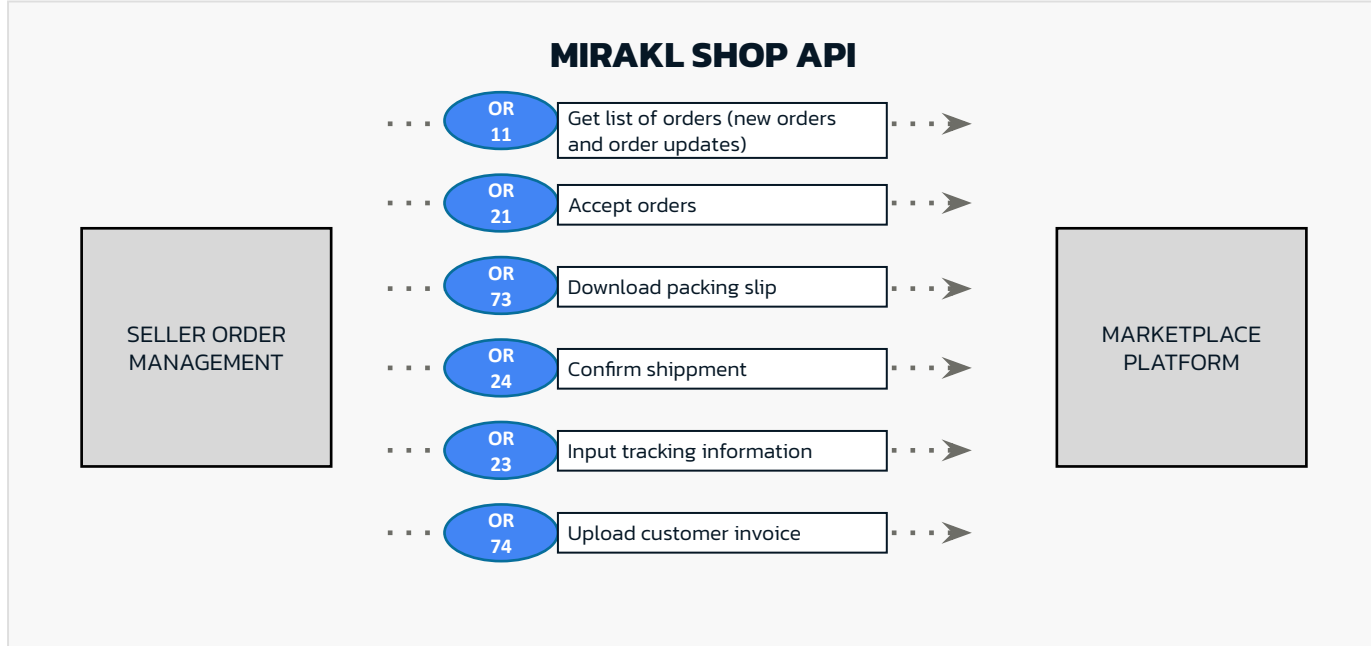 MIRAKL SHOP API
OR
11
Get list of orders (new orders
and order updates)
OR
21
Accept orders
OR
73
Download packing slip
OR
24
Confirm shippment
OR
23
Input tracking information
OR
74
Upload customer invoice
SELLER ORDER
MANAGEMENT
MARKETPLACE
PLATFORM